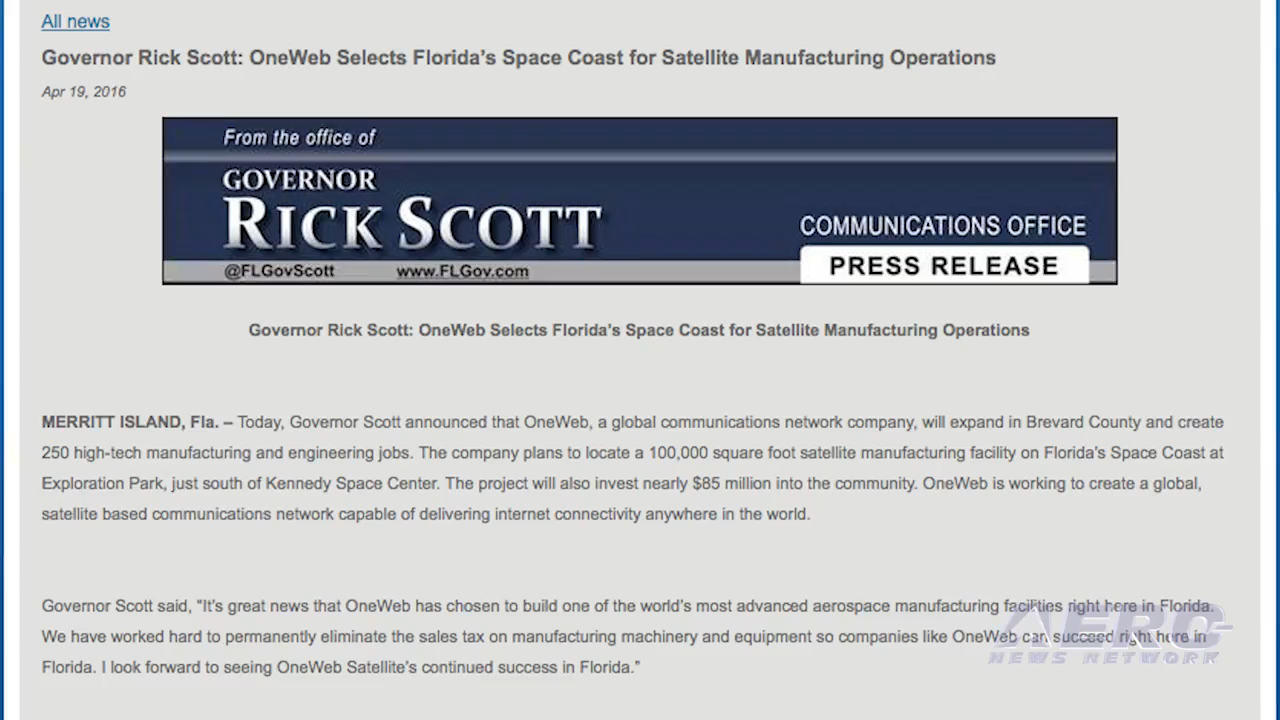 All news
Governor Rick Scott: OneWeb Selects Florida's Space Coast for Satellite Manufacturing Operations
Apr 19, 2016
From the office of
GOVERNOR
RICK SCOTT
COMMUNICATIONS OFFICE
@FLGovScott www.FLGov.com
PRESS RELEASE
Governor Rick Scott: OneWeb Selects Florida's Space Coast for Satellite Manufacturing Operations
MERRITT ISLAND, Fla. – Today, Governor Scott announced that OneWeb, a global communications network company, will expand in Brevard County and create
250 high-tech manufacturing and engineering jobs. The company plans to locate a 100,000 square foot satellite manufacturing facility on Florida's Space Coast at
Exploration Park, just south of Kennedy Space Center. The project will also invest nearly $85 million into the community. OneWeb is working to create a global,
satellite based communications network capable of delivering internet connectivity anywhere in the world.
Governor Scott said, "It's great news that OneWeb has chosen to build one of the world's most advanced aerospace manufacturing facilities right here in Florida.
We have worked hard to permanently eliminate the sales tax on manufacturing machinery and equipment so companies like OneWeb can succeed right here in
Florida. I look forward to seeing OneWeb Satellite's continued success in Florida."
AERO
NEWS NETWORK